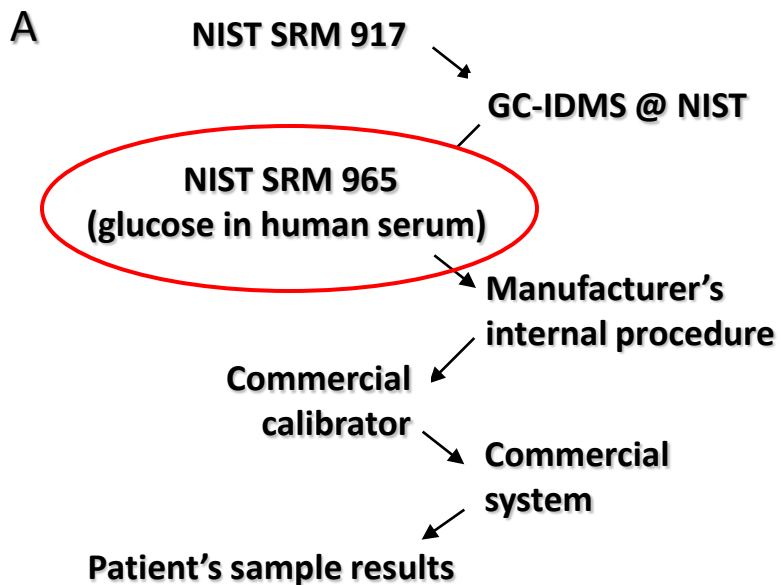 A
NIST SRM 917
GC-IDMS @ NIST
NIST SRM 965
(glucose in human serum)
Manufacturer's
internal procedure
Commercial
calibrator
Commercial
system
Patient's sample results